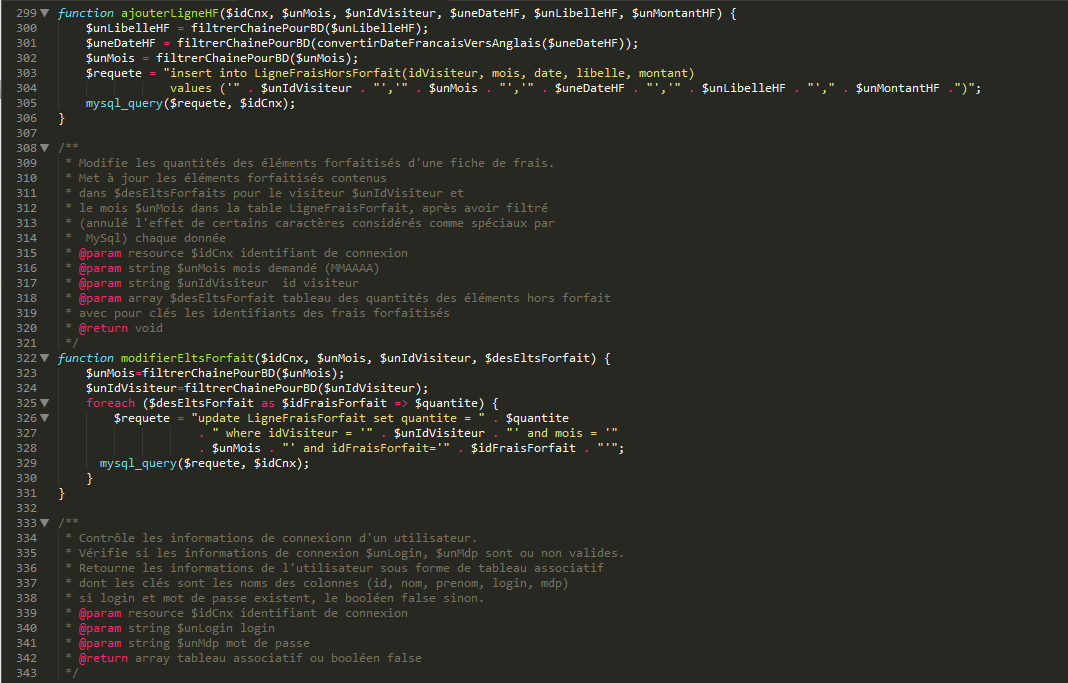 299 function ajouterLigneHF($idCnx, $unMois, $unIdVisiteur, $uneDateHF, $unLibelleHF, $unMontantHF) {
300     $unLibelleHF = filtrerChainePourBD($unLibelleHF);
301     $uneDateHF = filtrerChainePourBD(convertirDateFrancaisVersAnglais($uneDateHF));
302     $unMois = filtrerChainePourBD($unMois);
303     $requete = "insert into LigneFraisHorsForfait(idVisiteur, mois, date, libelle, montant)
304                 values ('" . $unIdVisiteur . "','" . $unMois . "','" . $uneDateHF . "','" . $unLibelleHF . "'," . $unMontantHF .")";
305     mysql_query($requete, $idCnx);
306 }
307
308 /**
309  * Modifie les quantités des éléments forfaitisés d'une fiche de frais.
310  * Met à jour les éléments forfaitisés contenus
311  * dans $desEltsForfaits pour le visiteur $unIdVisiteur et
312  * le mois $unMois dans la table LigneFraisForfait, après avoir filtré
313  * (annulé l'effet de certains caractères considérés comme spéciaux par
314  *  MySql) chaque donnée
315  * @param resource $idCnx identifiant de connexion
316  * @param string $unMois mois demandé (MMAAAA)
317  * @param string $unIdVisiteur  id visiteur
318  * @param array $desEltsForfait tableau des quantités des éléments hors forfait
319  * avec pour clés les identifiants des frais forfaitisés
320  * @return void
321  */
322 function modifierEltsForfait($idCnx, $unMois, $unIdVisiteur, $desEltsForfait) {
323     $unMois=filtrerChainePourBD($unMois);
324     $unIdVisiteur=filtrerChainePourBD($unIdVisiteur);
325     foreach ($desEltsForfait as $idFraisForfait => $quantite) {
326         $requete = "update LigneFraisForfait set quantite = " . $quantite
327                     . " where idVisiteur = '" . $unIdVisiteur . "' and mois = '"
328                     . $unMois . "' and idFraisForfait='" . $idFraisForfait . "'";
329       mysql_query($requete, $idCnx);
330     }
331 }
332
333 /**
334  * Contrôle les informations de connexionn d'un utilisateur.
335  * Vérifie si les informations de connexion $unLogin, $unMdp sont ou non valides.
336  * Retourne les informations de l'utilisateur sous forme de tableau associatif
337  * dont les clés sont les noms des colonnes (id, nom, prenom, login, mdp)
338  * si login et mot de passe existent, le booléen false sinon.
339  * @param resource $idCnx identifiant de connexion
340  * @param string $unLogin login
341  * @param string $unMdp mot de passe
342  * @return array tableau associatif ou booléen false
343  */